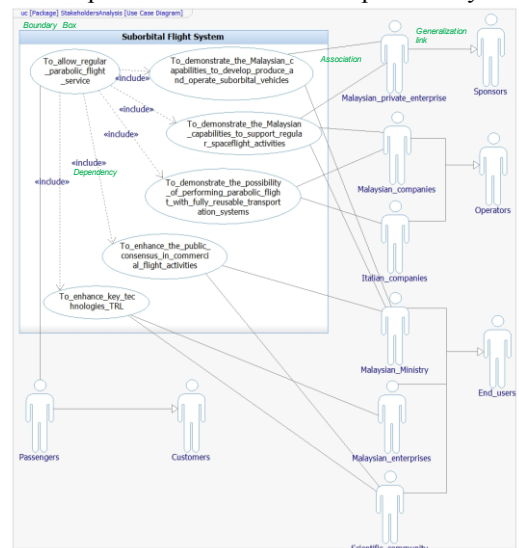 uc [Package] StakeholdersAnalysis [Use Case Diagram]
Boundary Box
Suborbital Flight System
Generalization
link
To_allow_regular
_parabolic_flight
_service
To_demonstrate_the_Malaysian_c
apabilities_to_develop_produce_a
nd_operate_suborbital_vehicles
Association
«include»
Malaysian_private_enterprise
Sponsors
«include»
To_demonstrate_the_Malaysian
_capabilities_to_support_regula
r_spaceflight_activities
«include»
Dependency
«include»
«include»
To_demonstrate_the_possibility
_of_performing_parabolic_fligh
t_with_fully_reusable_transport
ation_systems
Malaysian_companies
Operators
To_enhance_the_public_
consensus_in_commerci
al_flight_activities
Italian_companies
To_enhance_key_tec
hnologies_TRL
Malaysian_Ministry
End_users
Passengers
Customers
Malaysian_enterprises
Scientific_community